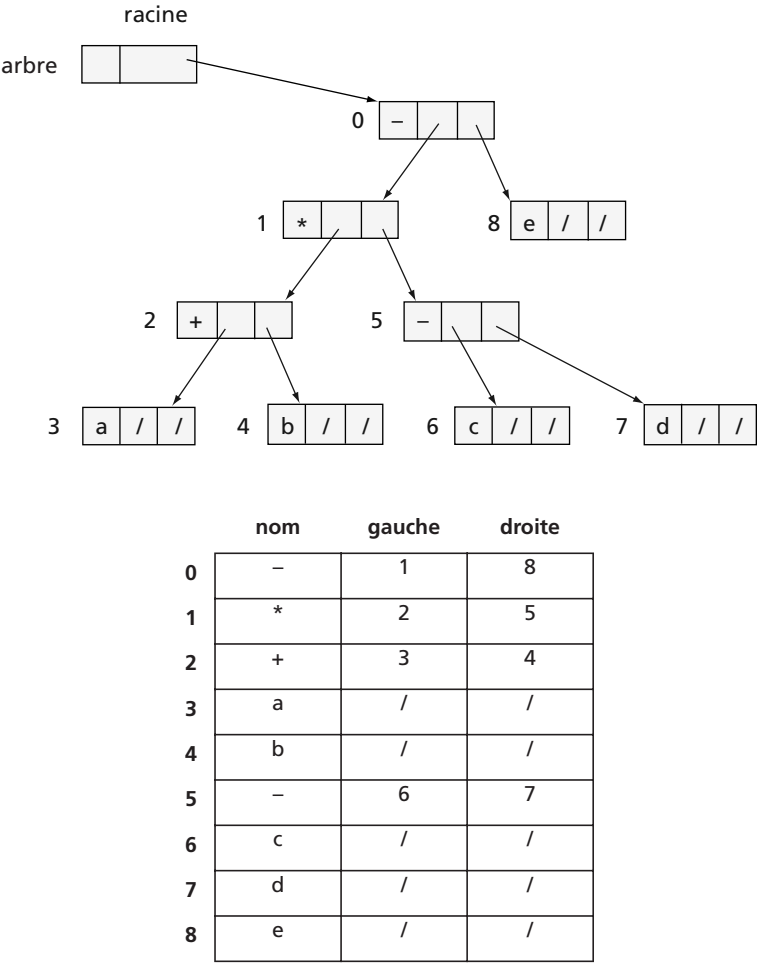 racine
arbre
0 –
1 * 8 e / /
2 + 5 –
3 a / / 4 b / / 6 c / / 7 d / /
nom gauche droite
0 – 1 8
1 * 2 5
2 + 3 4
3 a / /
4 b / /
5 – 6 7
6 c / /
7 d / /
8 e / /